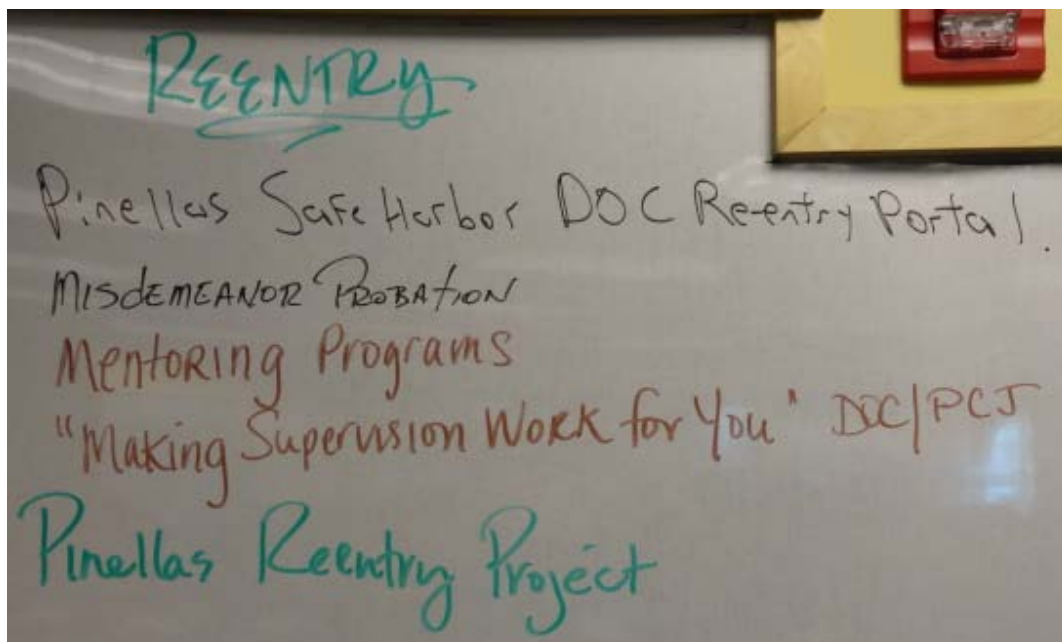 REENTRY
Pinellas Safe Harbor DOC Re-entry Portal.
MISDEMEANOR PROBATION
Mentoring Programs
"Making Supervision Work for You" DOC/PCJ
Pinellas Reentry Project